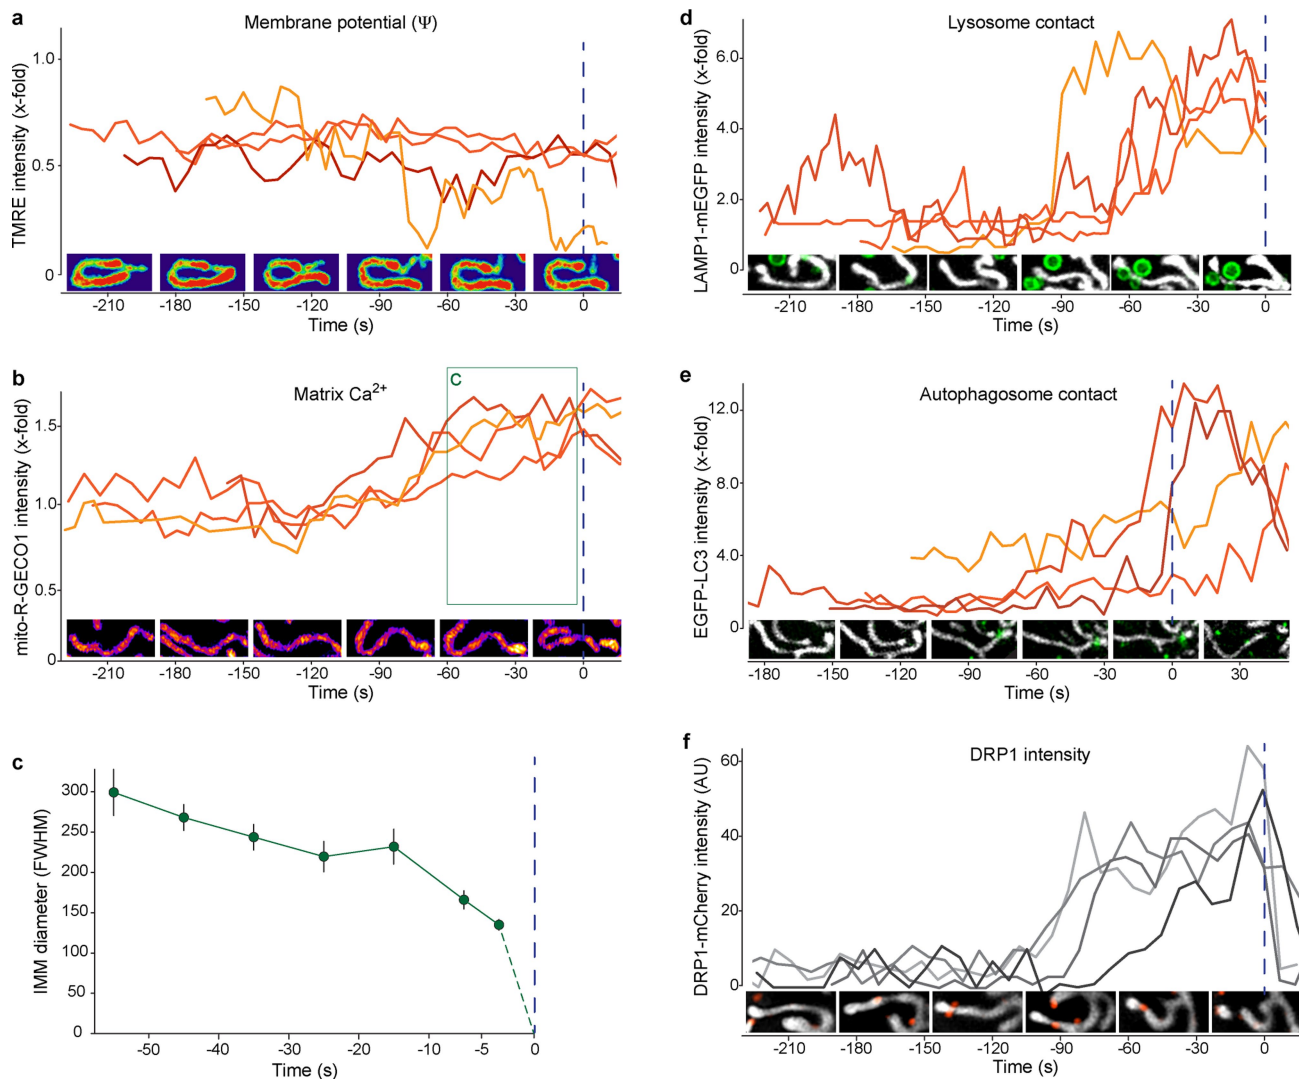 a
Membrane potential (Ψ)
TMRE intensity (x-fold)
1.0
0.5
0
-210 -180 -150 -120 -90 -60 -30 0
Time (s)
b
Matrix Ca2+
C
mito-R-GECO1 intensity (x-fold)
1.5
1.0
0.5
0
-210 -180 -150 -120 -90 -60 -30 0
Time (s)
c
IMM diameter (FWHM)
300
250
200
150
100
50
0
-50 -40 -30 -20 -10 -5 0
Time (s)
d
Lysosome contact
LAMP1-mEGFP intensity (x-fold)
6.0
4.0
2.0
0
-210 -180 -150 -120 -90 -60 -30 0
Time (s)
e
Autophagosome contact
EGFP-LC3 intensity (x-fold)
12.0
8.0
4.0
0
-180 -150 -120 -90 -60 -30 0 30
Time (s)
f
DRP1 intensity
DRP1-mCherry intensity (AU)
60
40
20
0
-210 -180 -150 -120 -90 -60 -30 0
Time (s)